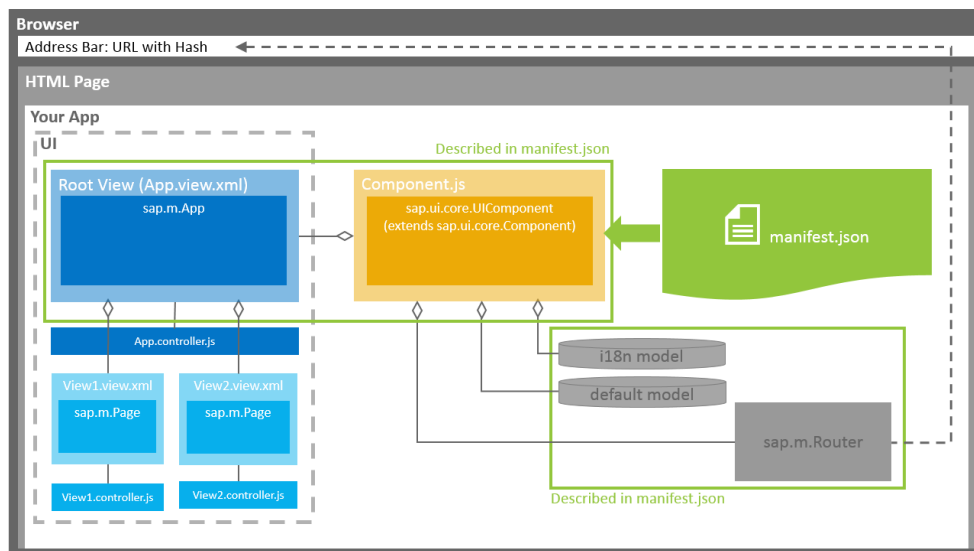 Browser
Address Bar: URL with Hash
HTML Page
Your App
UI
Described in manifest.json
Root View (App.view.xml)
sap.m.App
Component.js
sap.ui.core.UIComponent
(extends sap.ui.core.Component)
manifest.json
App.controller.js
View1.view.xml
sap.m.Page
View1.controller.js
View2.view.xml
sap.m.Page
View2.controller.js
i18n model
default model
sap.m.Router
Described in manifest.json